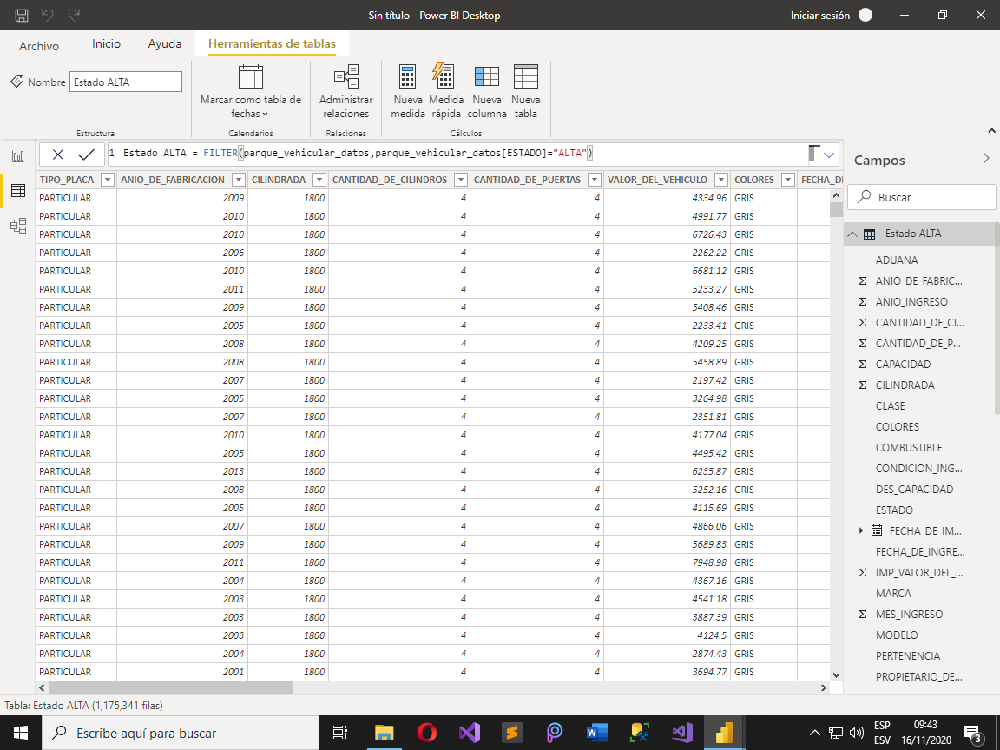 Sin título - Power BI Desktop
Iniciar sesión
Archivo Inicio Ayuda Herramientas de tablas
Nombre Estado ALTA
Marcar como tabla de fechas
Administrar relaciones
Nueva medida
Medida rápida
Nueva columna
Nueva tabla
Estructura Calendarios Relaciones Cálculos
1 Estado ALTA = FILTER(parque_vehicular_datos,parque_vehicular_datos[ESTADO]="ALTA")
TIPO_PLACA ANIO_DE_FABRICACION CILINDRADA CANTIDAD_DE_CILINDROS CANTIDAD_DE_PUERTAS VALOR_DEL_VEHICULO COLORES FECHA_DE
PARTICULAR 2009 1800 4 4 4334.96 GRIS
PARTICULAR 2010 1800 4 4 4991.77 GRIS
PARTICULAR 2010 1800 4 4 6726.43 GRIS
PARTICULAR 2006 1800 4 4 2262.22 GRIS
PARTICULAR 2010 1800 4 4 6681.12 GRIS
PARTICULAR 2011 1800 4 4 5233.27 GRIS
PARTICULAR 2009 1800 4 4 5408.46 GRIS
PARTICULAR 2005 1800 4 4 2233.41 GRIS
PARTICULAR 2008 1800 4 4 4209.25 GRIS
PARTICULAR 2008 1800 4 4 5458.89 GRIS
PARTICULAR 2007 1800 4 4 2197.42 GRIS
PARTICULAR 2005 1800 4 4 3264.98 GRIS
PARTICULAR 2007 1800 4 4 2351.81 GRIS
PARTICULAR 2010 1800 4 4 4177.04 GRIS
PARTICULAR 2005 1800 4 4 4495.42 GRIS
PARTICULAR 2013 1800 4 4 6235.87 GRIS
PARTICULAR 2008 1800 4 4 5252.16 GRIS
PARTICULAR 2005 1800 4 4 4115.69 GRIS
PARTICULAR 2007 1800 4 4 4866.06 GRIS
PARTICULAR 2009 1800 4 4 5689.83 GRIS
PARTICULAR 2011 1800 4 4 7948.98 GRIS
PARTICULAR 2004 1800 4 4 4367.16 GRIS
PARTICULAR 2003 1800 4 4 4541.18 GRIS
PARTICULAR 2003 1800 4 4 3887.39 GRIS
PARTICULAR 2003 1800 4 4 4124.5 GRIS
PARTICULAR 2004 1800 4 4 2874.43 GRIS
PARTICULAR 2001 1800 4 4 3694.77 GRIS
Campos
Buscar
Estado ALTA
ADUANA
ANIO_DE_FABRIC...
ANIO_INGRESO
CANTIDAD_DE_CI...
CANTIDAD_DE_P...
CAPACIDAD
CILINDRADA
CLASE
COLORES
COMBUSTIBLE
CONDICION_ING...
DES_CAPACIDAD
ESTADO
FECHA_DE_IM...
FECHA_DE_INGRE...
IMP_VALOR_DEL_...
MARCA
MES_INGRESO
MODELO
PERTENENCIA
PROPIETARIO_DE...
Tabla: Estado ALTA (1,175,341 filas)
Escribe aquí para buscar
ESP
ESV
09:43
16/11/2020
3